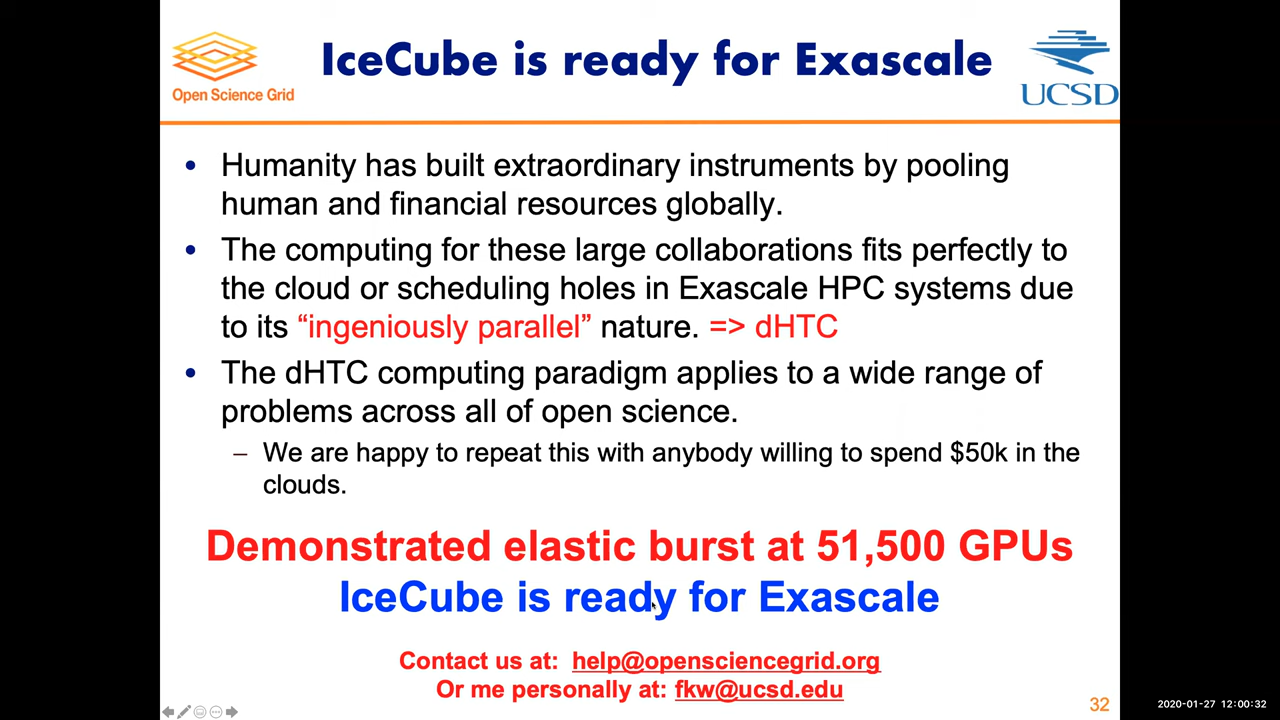 IceCube is ready for Exascale
Open Science Grid
UCSD
• Humanity has built extraordinary instruments by pooling
human and financial resources globally.
• The computing for these large collaborations fits perfectly to
the cloud or scheduling holes in Exascale HPC systems due
to its “ingeniously parallel” nature. => dHTC
• The dHTC computing paradigm applies to a wide range of
problems across all of open science.
– We are happy to repeat this with anybody willing to spend $50k in the
clouds.
Demonstrated elastic burst at 51,500 GPUs
IceCube is ready for Exascale
Contact us at: help@opensciencegrid.org
Or me personally at: fkw@ucsd.edu
32
2020-01-27 12:00:32